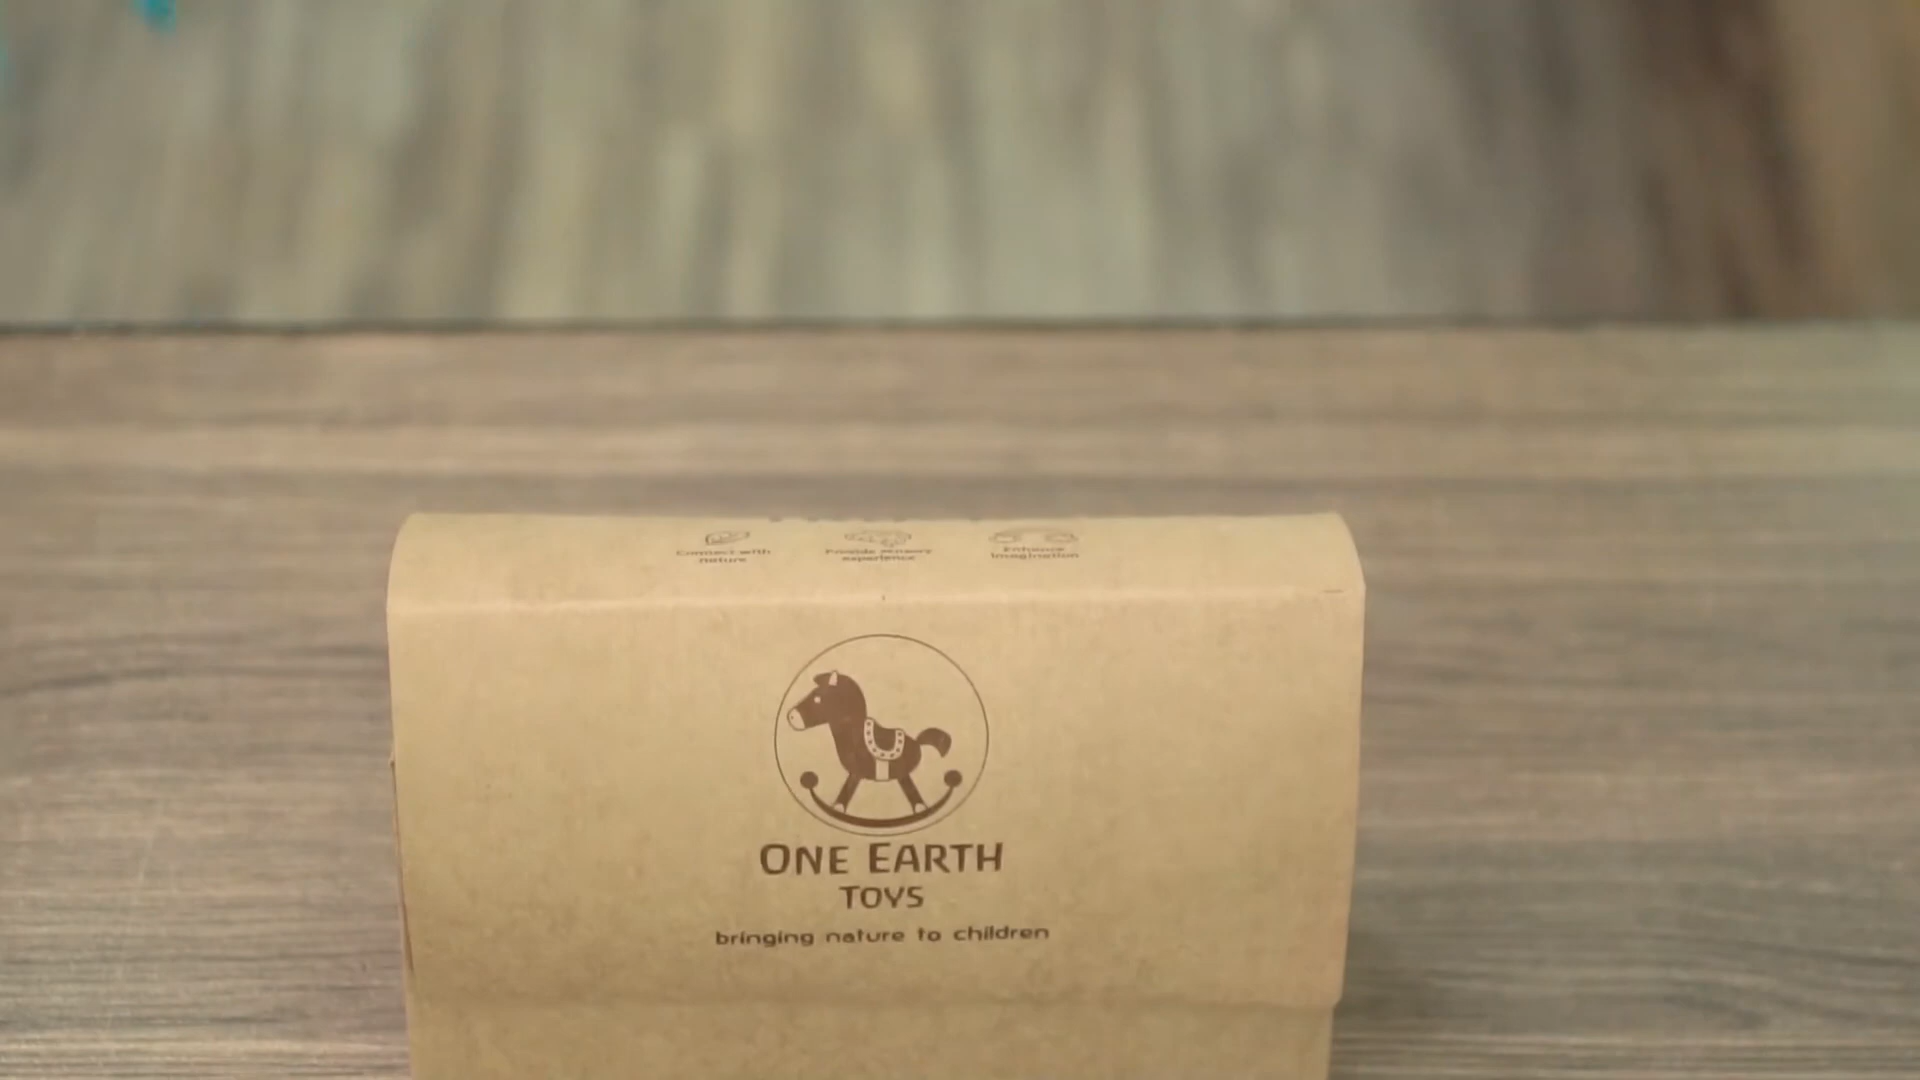 Connect with
nature
Provide sensory
experience
Enhance
imagination
ONE EARTH
TOYS
bringing nature to children